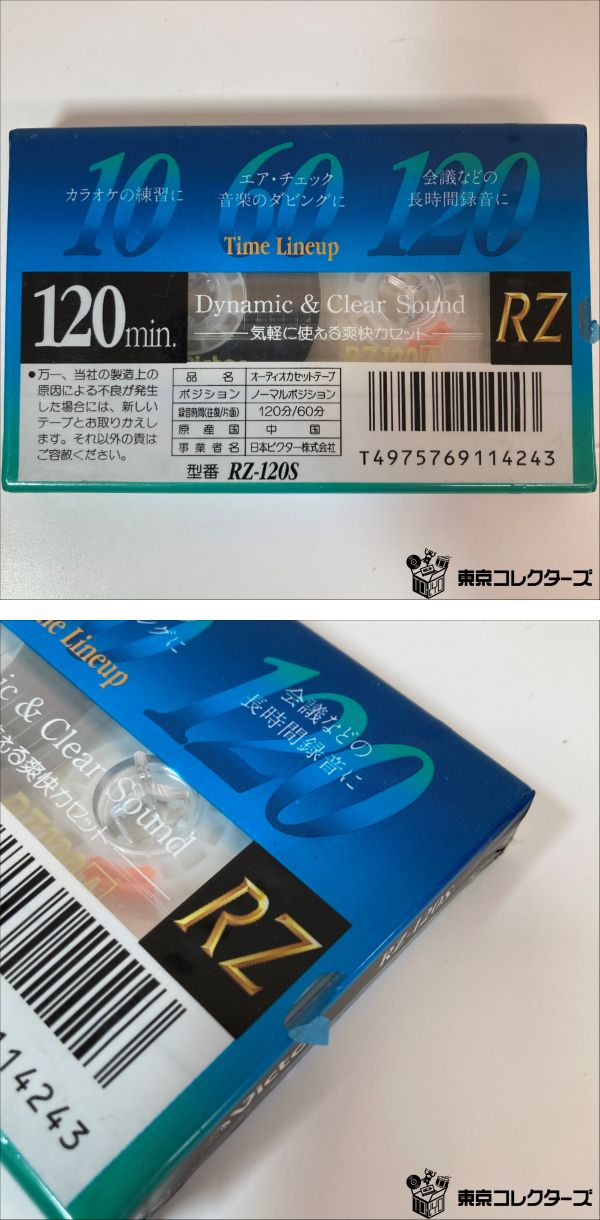 10
カラオケの練習に
60
エア・チェック
音楽のダビングに
120
会議などの
長時間録音に
Time Lineup
120min.
Dynamic & Clear Sound
気軽に使える爽快カセット
RZ
●万一、当社の製造上の
原因による不良が発生
した場合には、新しい
テープとお取りかえし
ます。それ以外の責は
ご容赦ください。
品名 オーディオカセットテープ
ポジション ノーマルポジション
録音時間(往復/片面) 120分/60分
原産国 中国
事業者名 日本ビクター株式会社
型番 RZ-120S
T4975769114243
東京コレクターズ
Time Lineup
120
会議などの
長時間録音に
ic & Clear Sound
える爽快カセット
RZ
RZ-120S
Victo
114243
東京コレクターズ